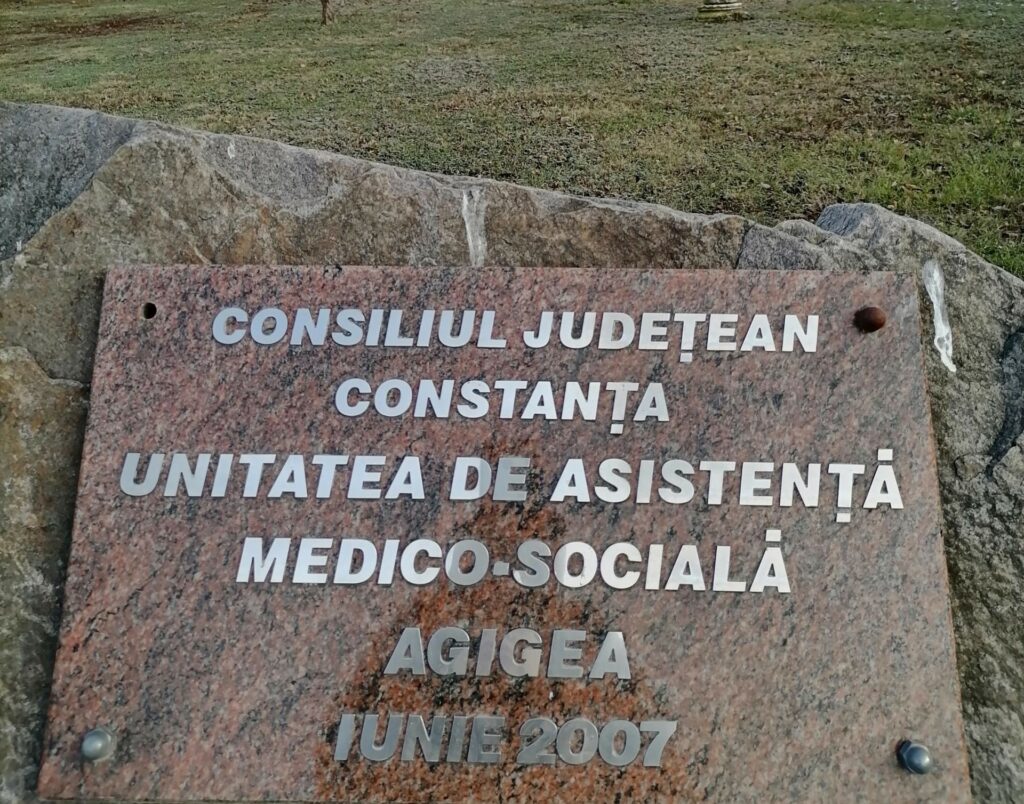 CONSILIUL JUDEȚEAN
CONSTANȚA
UNITATEA DE ASISTENȚĂ
MEDICO-SOCIALĂ
AGIGEA
IUNIE 2007